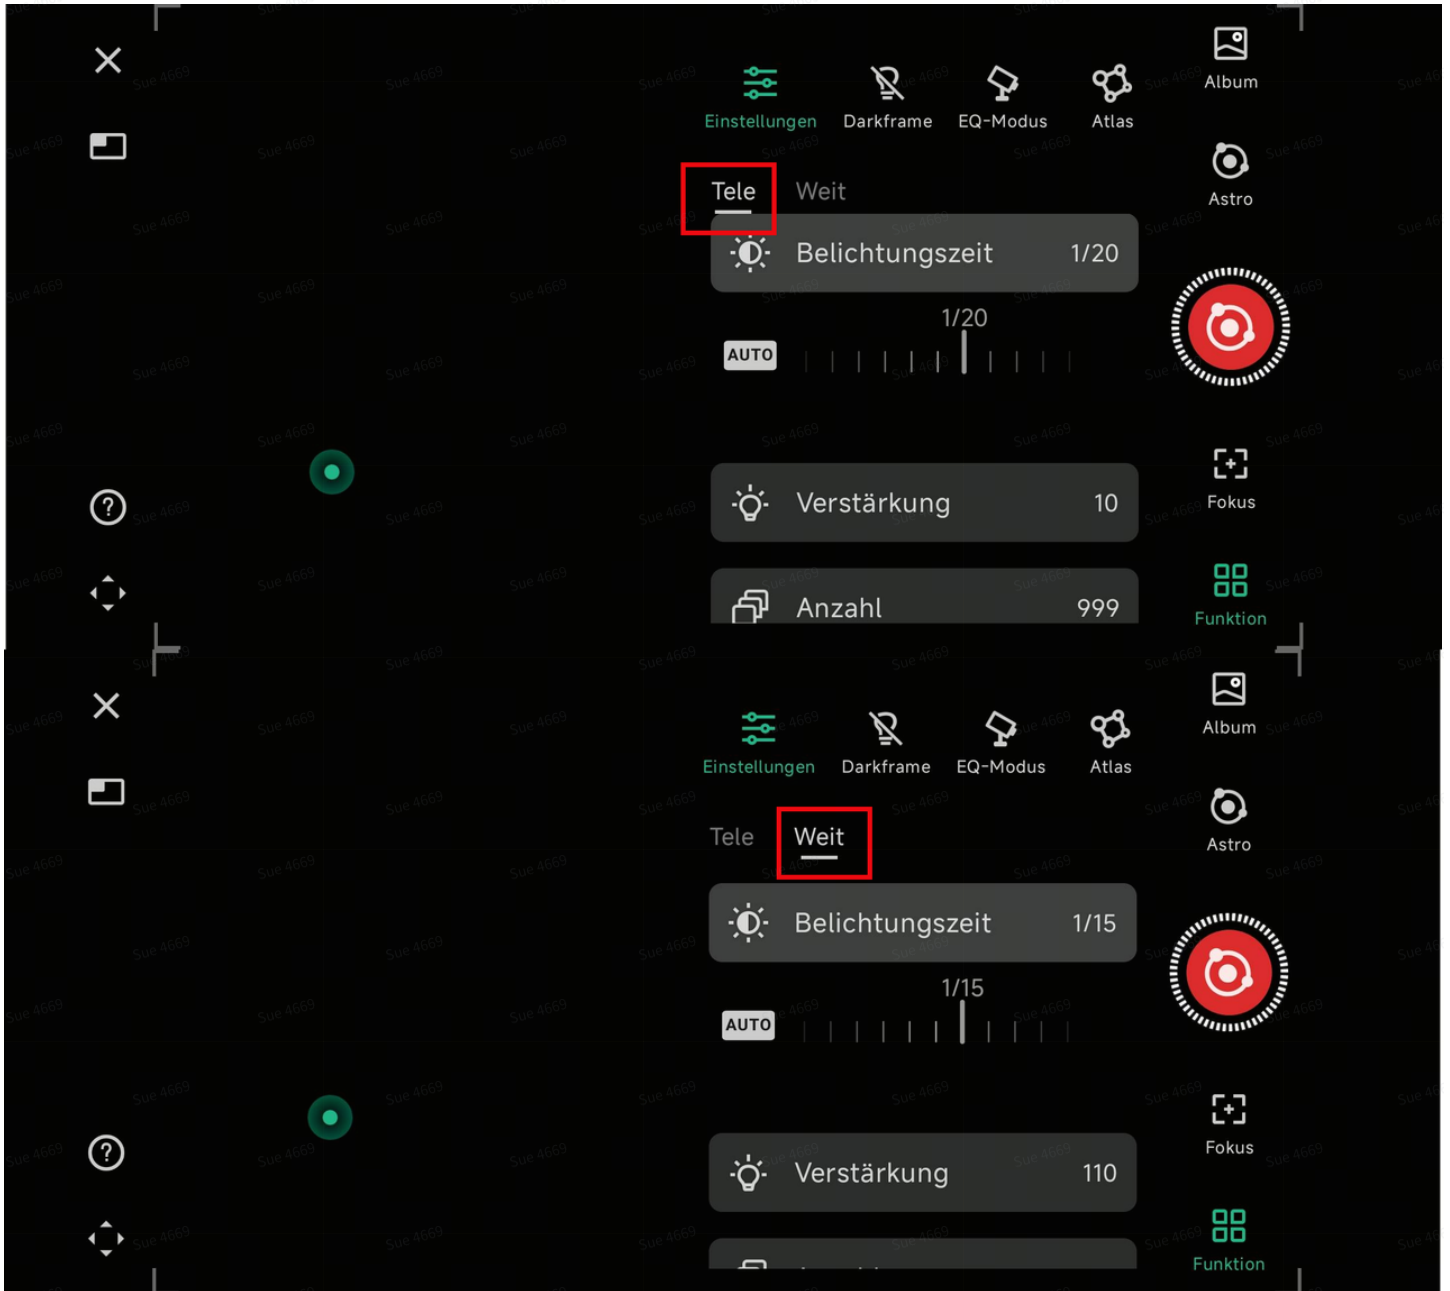 Album
Einstellungen Darkframe EQ-Modus Atlas
Astro
Tele Weit
Belichtungszeit 1/20
1/20
AUTO
Fokus
Verstärkung 10
Anzahl 999
Funktion
Album
Einstellungen Darkframe EQ-Modus Atlas
Astro
Tele Weit
Belichtungszeit 1/15
1/15
AUTO
Fokus
Verstärkung 110
Funktion
Sue 4669